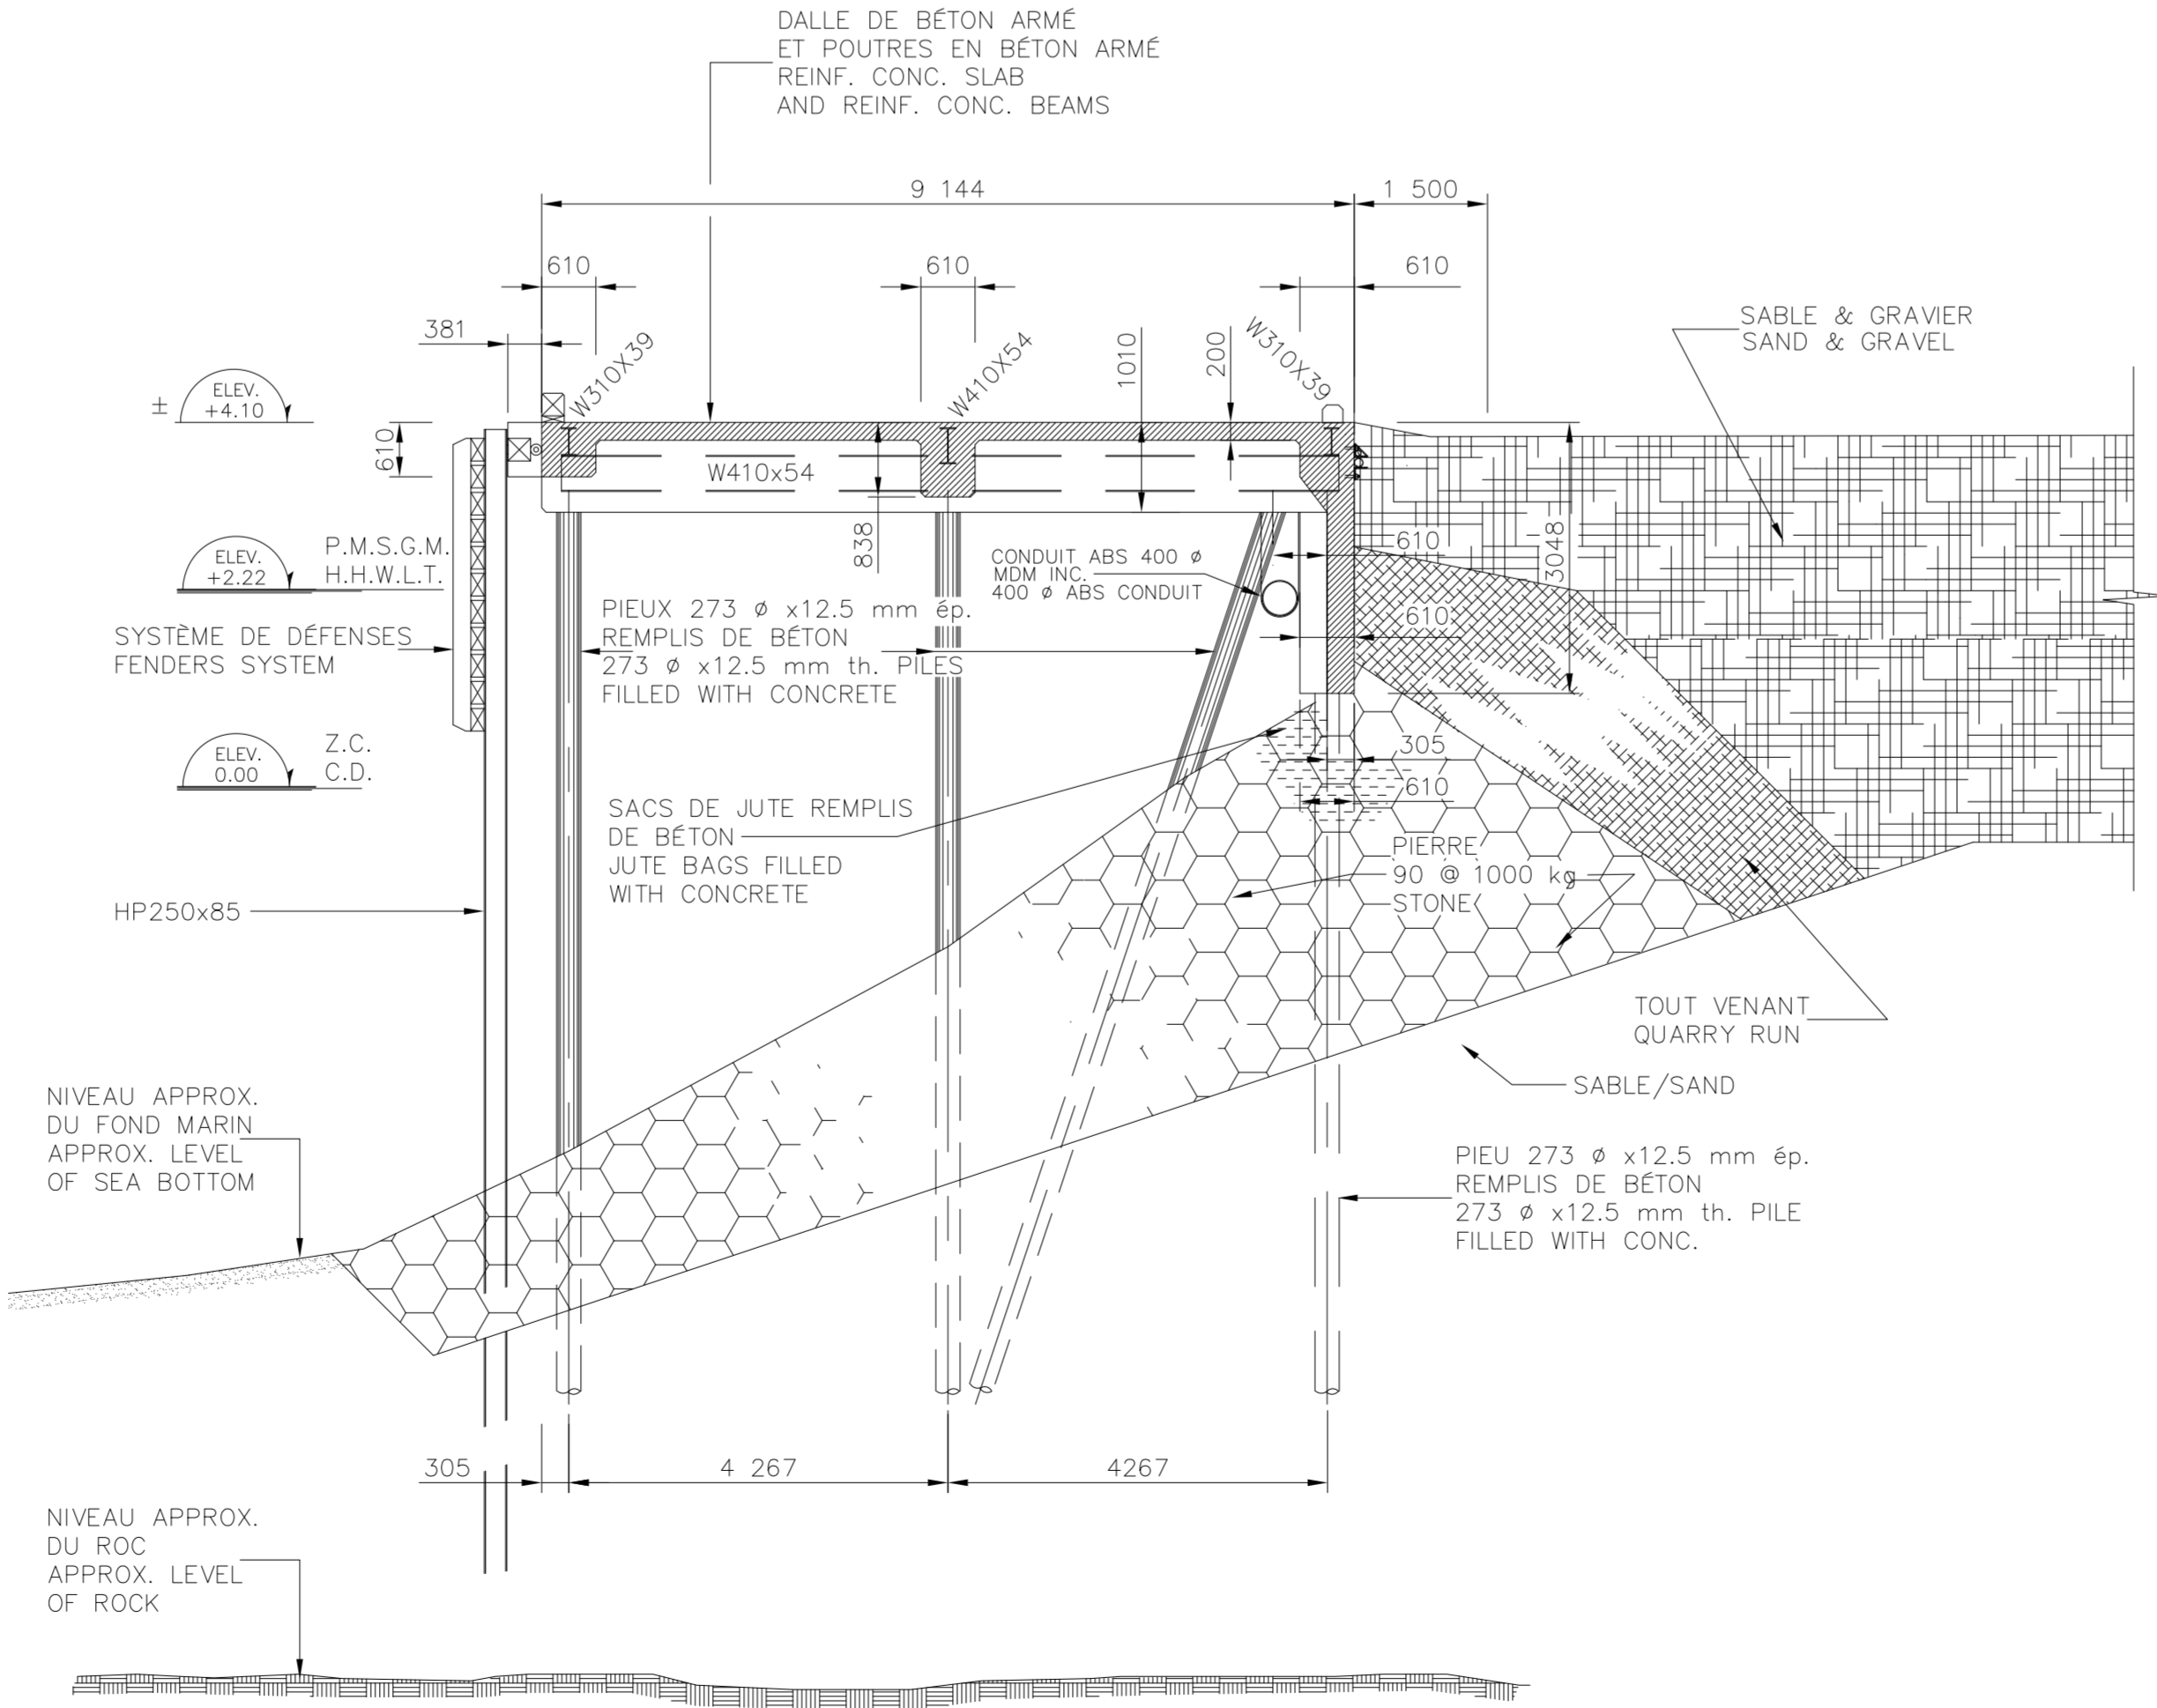 DALLE DE BÉTON ARMÉ
ET POUTRES EN BÉTON ARMÉ
REINF. CONC. SLAB
AND REINF. CONC. BEAMS
9 144
1 500
610
610
610
381
W310X39
W410X54
1010
200
W310X39
SABLE & GRAVIER
SAND & GRAVEL
±
ELEV.
+4.10
610
W410x54
838
3048
ELEV.
+2.22
P.M.S.G.M.
H.H.W.L.T.
CONDUIT ABS 400 ø
MDM INC.
400 ø ABS CONDUIT
610
610
SYSTÈME DE DÉFENSES
FENDERS SYSTEM
PIEUX 273 ø x12.5 mm ép.
REMPLIS DE BÉTON
273 ø x12.5 mm th. PILES
FILLED WITH CONCRETE
ELEV.
0.00
Z.C.
C.D.
305
610
SACS DE JUTE REMPLIS
DE BÉTON
JUTE BAGS FILLED
WITH CONCRETE
PIERRE
90 @ 1000 kg
STONE
HP250x85
TOUT VENANT
QUARRY RUN
SABLE/SAND
NIVEAU APPROX.
DU FOND MARIN
APPROX. LEVEL
OF SEA BOTTOM
PIEU 273 ø x12.5 mm ép.
REMPLIS DE BÉTON
273 ø x12.5 mm th. PILE
FILLED WITH CONC.
305
4 267
4267
NIVEAU APPROX.
DU ROC
APPROX. LEVEL
OF ROCK